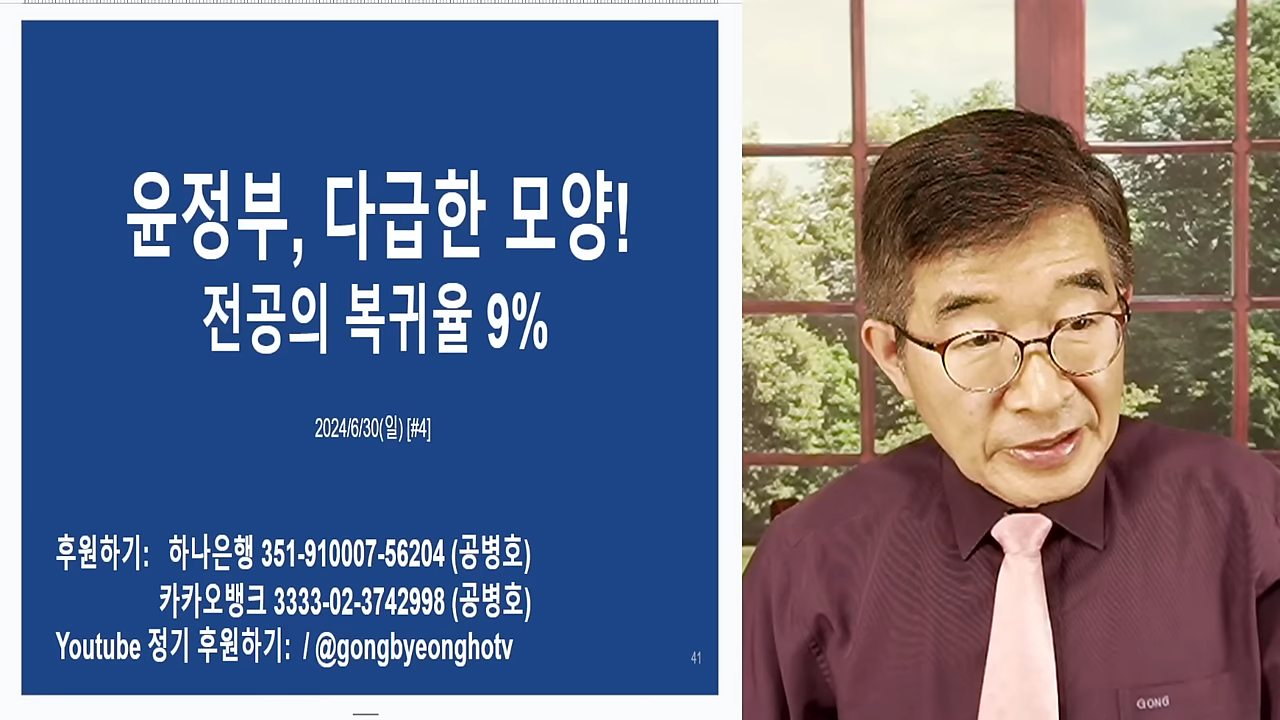 윤정부, 다급한 모양!
전공의 복귀율 9%
2024/6/30(일) [#4]
후원하기: 하나은행 351-910007-56204 (공병호)
카카오뱅크 3333-02-3742998 (공병호)
Youtube 정기 후원하기: / @gongbyeonghotv
41
GONG